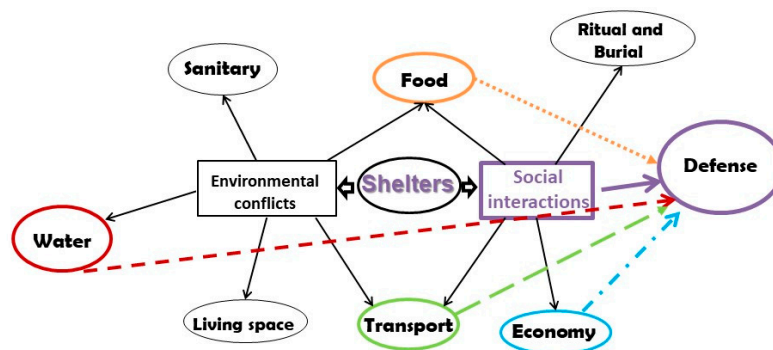 Ritual and
Burial
Sanitary
Food
Defense
Environmental
conflicts
Shelters
Social
interactions
Water
Living space
Transport
Economy